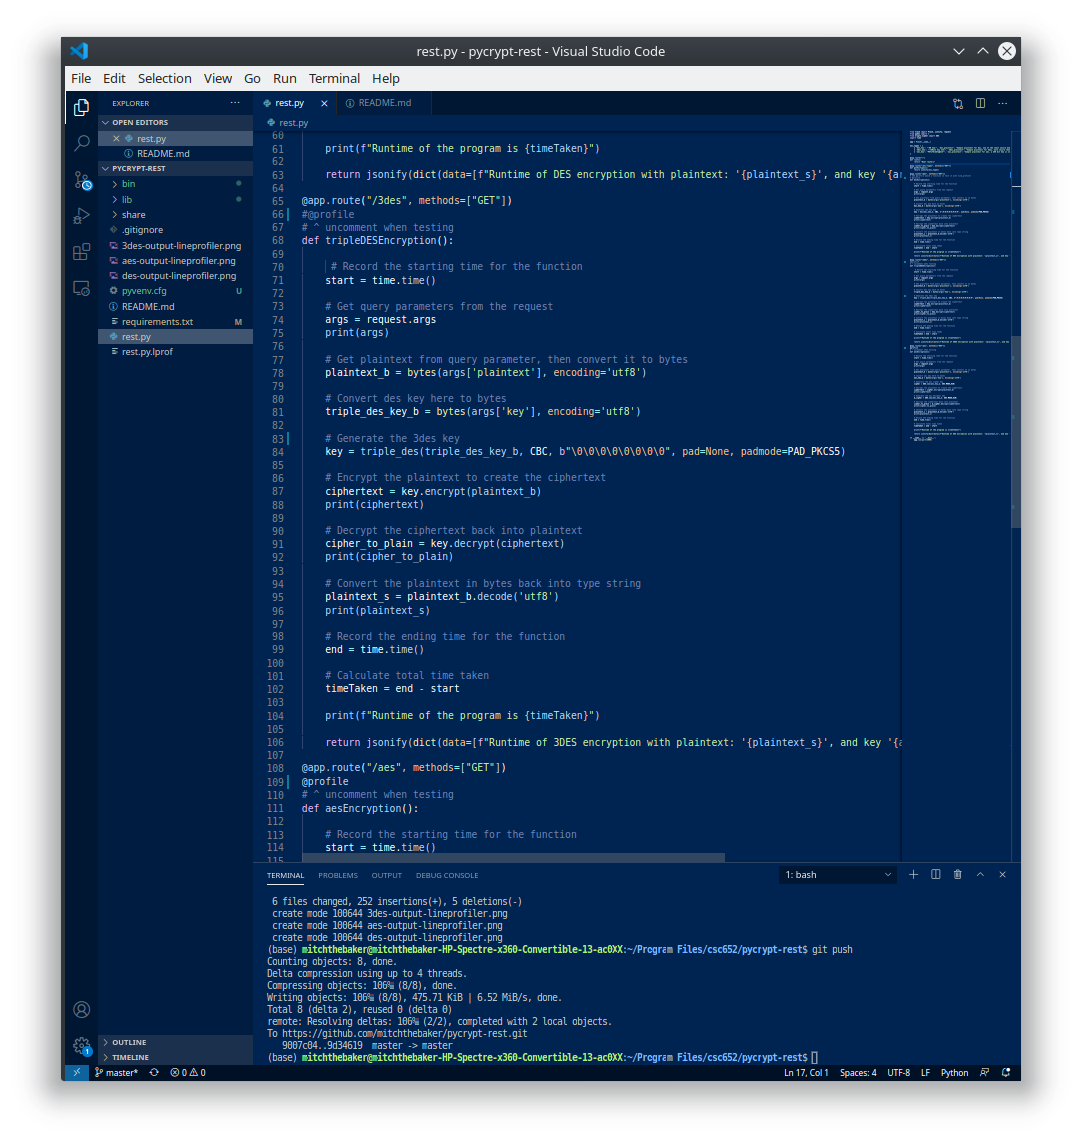 rest.py - pycrypt-rest - Visual Studio Code
File Edit Selection View Go Run Terminal Help
EXPLORER ···
OPEN EDITORS
rest.py
README.md
PYCRYPT-REST
bin
lib
share
.gitignore
3des-output-lineprofiler.png
aes-output-lineprofiler.png
des-output-lineprofiler.png
pyvenv.cfg U
README.md
requirements.txt M
rest.py
rest.py.lprof
OUTLINE
TIMELINE
rest.py README.md
rest.py
60
61 print(f"Runtime of the program is {timeTaken}")
62
63 return jsonify(dict(data=[f"Runtime of DES encryption with plaintext: '{plaintext_s}', and key '{a
64
65 @app.route("/3des", methods=["GET"])
66 #@profile
67 # ^ uncomment when testing
68 def tripleDESEncryption():
69
70 # Record the starting time for the function
71 start = time.time()
72
73 # Get query parameters from the request
74 args = request.args
75 print(args)
76
77 # Get plaintext from query parameter, then convert it to bytes
78 plaintext_b = bytes(args['plaintext'], encoding='utf8')
79
80 # Convert des key here to bytes
81 triple_des_key_b = bytes(args['key'], encoding='utf8')
82
83 # Generate the 3des key
84 key = triple_des(triple_des_key_b, CBC, b"\0\0\0\0\0\0\0\0", pad=None, padmode=PAD_PKCS5)
85
86 # Encrypt the plaintext to create the ciphertext
87 ciphertext = key.encrypt(plaintext_b)
88 print(ciphertext)
89
90 # Decrypt the ciphertext back into plaintext
91 cipher_to_plain = key.decrypt(ciphertext)
92 print(cipher_to_plain)
93
94 # Convert the plaintext in bytes back into type string
95 plaintext_s = plaintext_b.decode('utf8')
96 print(plaintext_s)
97
98 # Record the ending time for the function
99 end = time.time()
100
101 # Calculate total time taken
102 timeTaken = end - start
103
104 print(f"Runtime of the program is {timeTaken}")
105
106 return jsonify(dict(data=[f"Runtime of 3DES encryption with plaintext: '{plaintext_s}', and key '{a
107
108 @app.route("/aes", methods=["GET"])
109 @profile
110 # ^ uncomment when testing
111 def aesEncryption():
112
113 # Record the starting time for the function
114 start = time.time()
115
TERMINAL PROBLEMS OUTPUT DEBUG CONSOLE 1: bash
6 files changed, 252 insertions(+), 5 deletions(-)
create mode 100644 3des-output-lineprofiler.png
create mode 100644 aes-output-lineprofiler.png
create mode 100644 des-output-lineprofiler.png
(base) mitchthebaker@mitchthebaker-HP-Spectre-x360-Convertible-13-ac0XX:~/Program Files/csc652/pycrypt-rest$ git push
Counting objects: 8, done.
Delta compression using up to 4 threads.
Compressing objects: 100% (8/8), done.
Writing objects: 100% (8/8), 475.71 KiB | 6.52 MiB/s, done.
Total 8 (delta 2), reused 0 (delta 0)
remote: Resolving deltas: 100% (2/2), completed with 2 local objects.
To https://github.com/mitchthebaker/pycrypt-rest.git
9007c04..9d34619 master -> master
(base) mitchthebaker@mitchthebaker-HP-Spectre-x360-Convertible-13-ac0XX:~/Program Files/csc652/pycrypt-rest$
1
master* 0 0 Ln 17, Col 1 Spaces: 4 UTF-8 LF Python